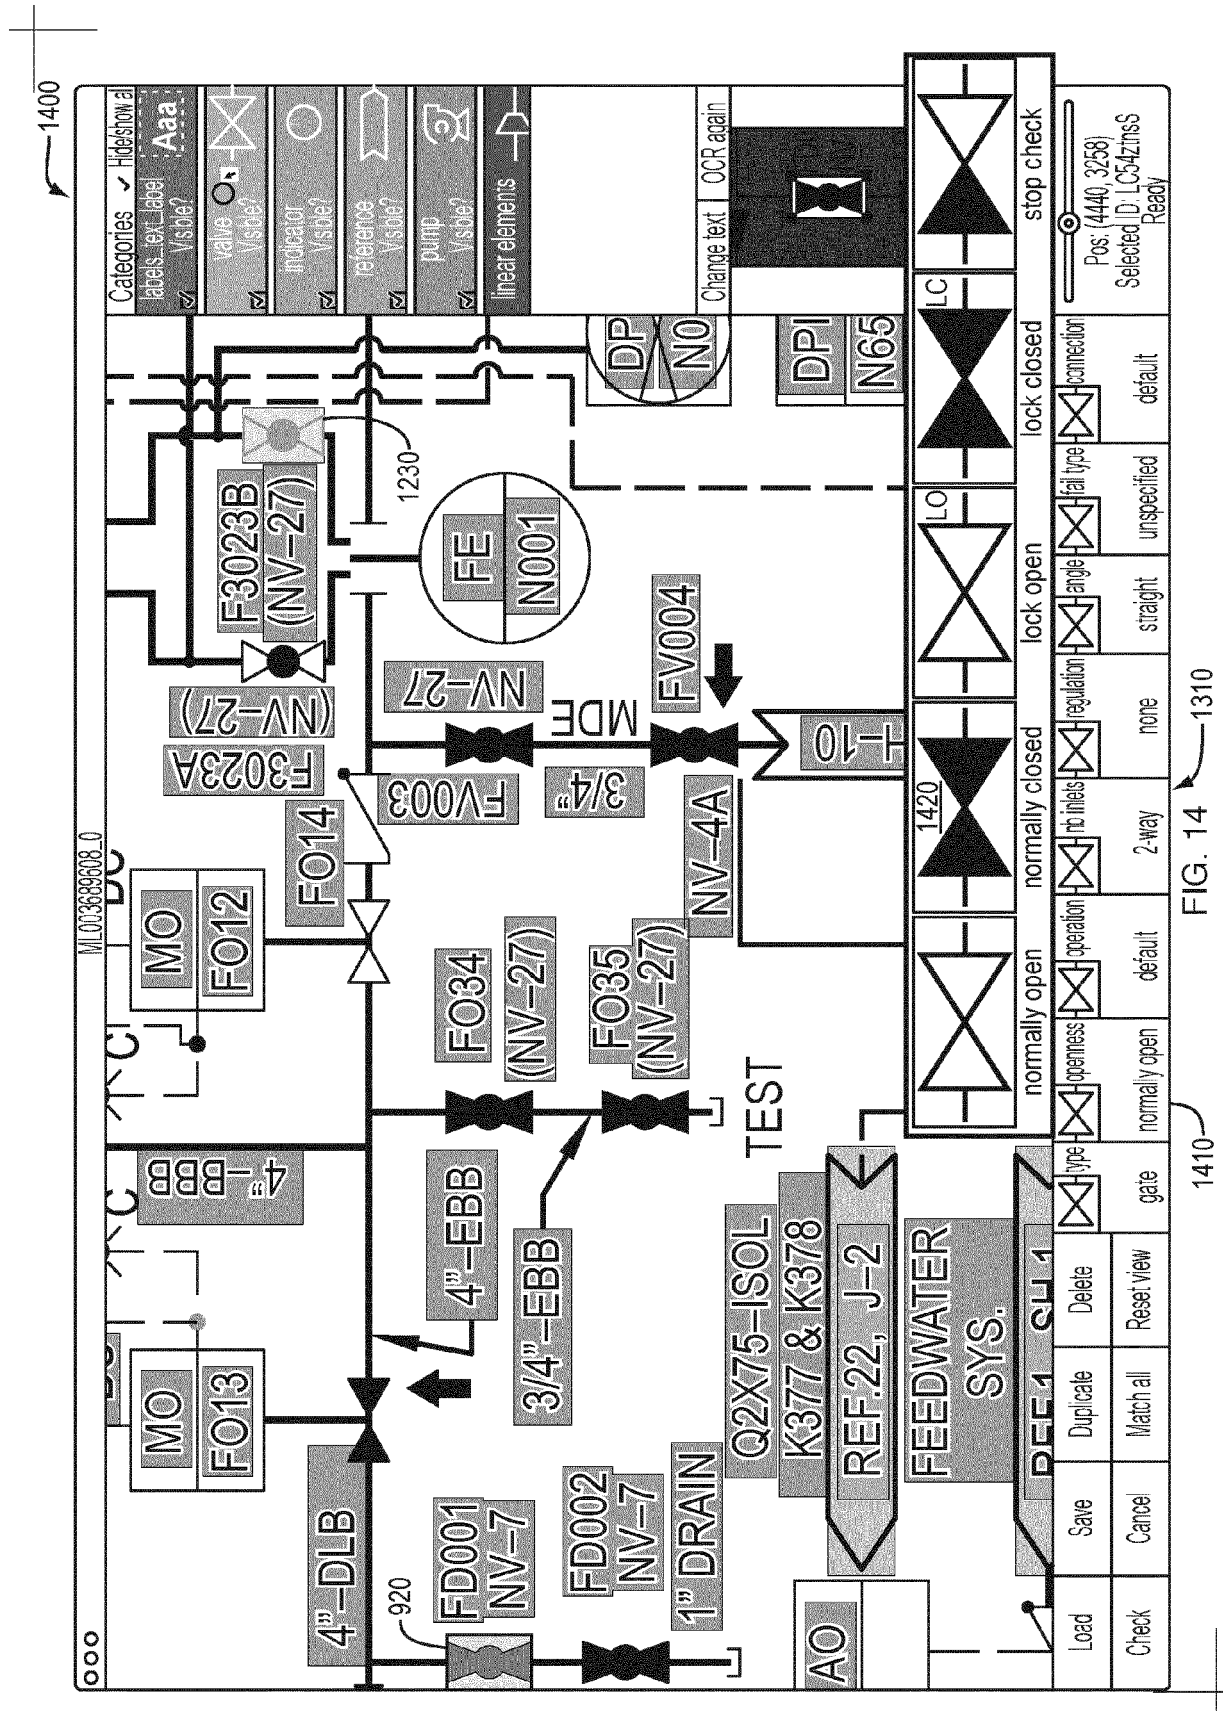 1400
ML003689608_0
Categories ✓ Hide/show al
labels_text_label Aaa
Visible?
valve
Visible?
indicator
Visible?
reference
Visible?
pump
Visible?
linear elements
Change text
OCR again
MO
FO13
C
4"-BBB
C
MO
FO12
DC
FO14
F3023A
(NV-27)
F3023B
(NV-27)
1230
4"-DLB
4"-EBB
FO34
(NV-27)
FV003
NV-27
FE
N001
DP
N0
920
FD001
NV-7
3/4"-EBB
FO35
(NV-27)
3/4"
MDE
FV004
FD002
NV-7
1" DRAIN
TEST
NV-4A
T-10
DPI
N65
Q2X75-ISOL
K377 & K378
REF.22, J-2
AO
FEEDWATER
SYS.
REF.1 SH.1
1420
LO
LC
normally open
normally closed
lock open
lock closed
stop check
Load
Save
Duplicate
Delete
Check
Cancel
Match all
Reset view
type
openness
operation
nb inlets
regulation
angle
fail type
connection
gate
normally open
default
2-way
none
straight
unspecified
default
Pos: (4440, 3258)
Selected ID: LC54ztnsS
Ready
1410
1310
FIG. 14